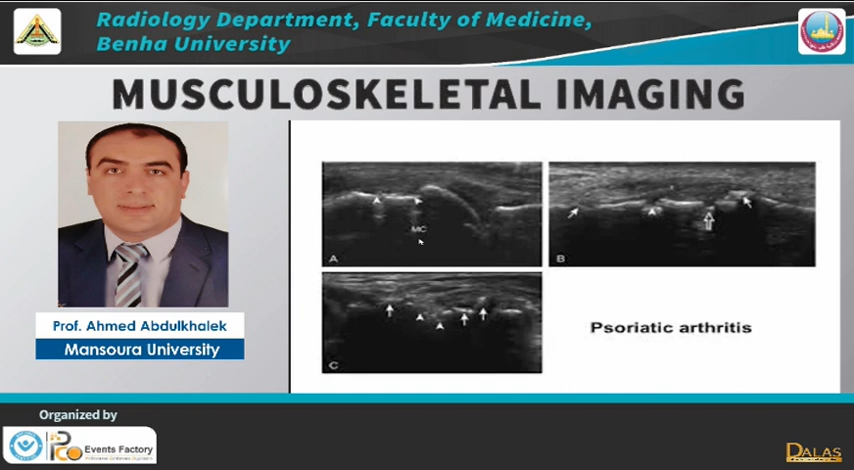 Radiology Department, Faculty of Medicine,
Benha University
MUSCULOSKELETAL IMAGING
MC
A
B
C
Psoriatic arthritis
Prof. Ahmed Abdulkhalek
Mansoura University
Organized by
Events Factory
DALAS